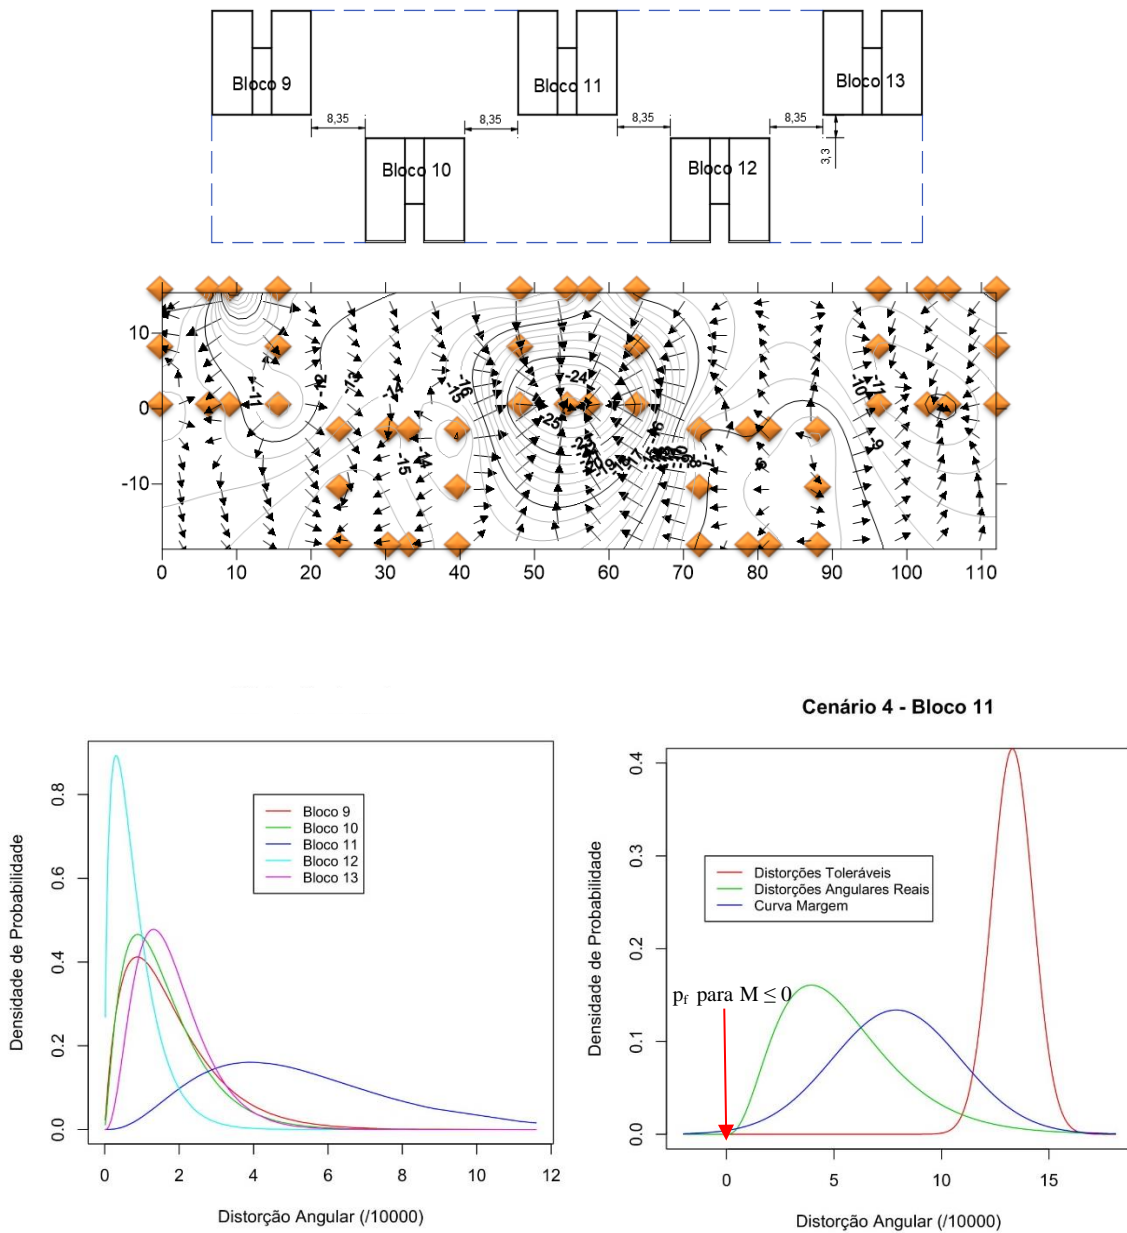 Bloco 9
Bloco 11
Bloco 13
8,35
8,35
8,35
8,35
3,3
Bloco 10
Bloco 12
10
0
-10
-11
-12
-13
-14
-15
-14
-16
-15
-24
-25
-19
-17
-7
-10
-11
-9
0 10 20 30 40 50 60 70 80 90 100 110
Densidade de Probabilidade
0.0 0.2 0.4 0.6 0.8
Bloco 9
Bloco 10
Bloco 11
Bloco 12
Bloco 13
0 2 4 6 8 10 12
Distorção Angular (/10000)
Cenário 4 - Bloco 11
Densidade de Probabilidade
0.0 0.1 0.2 0.3 0.4
Distorções Toleráveis
Distorções Angulares Reais
Curva Margem
pf para M ≤ 0
0 5 10 15
Distorção Angular (/10000)